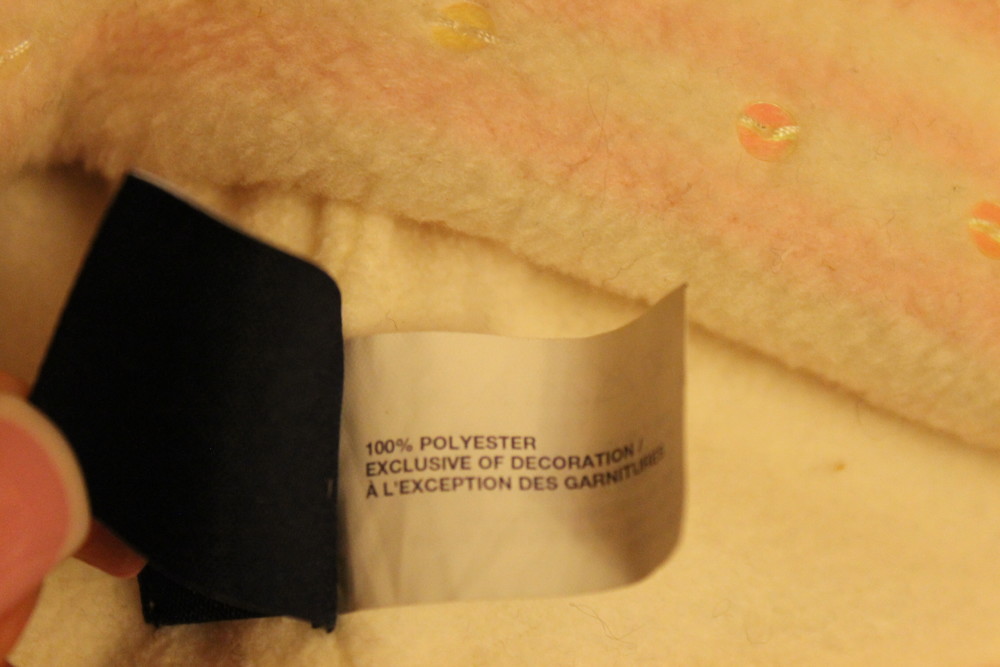 100% POLYESTER
EXCLUSIVE OF DECORATION /
À L'EXCEPTION DES GARNITURES